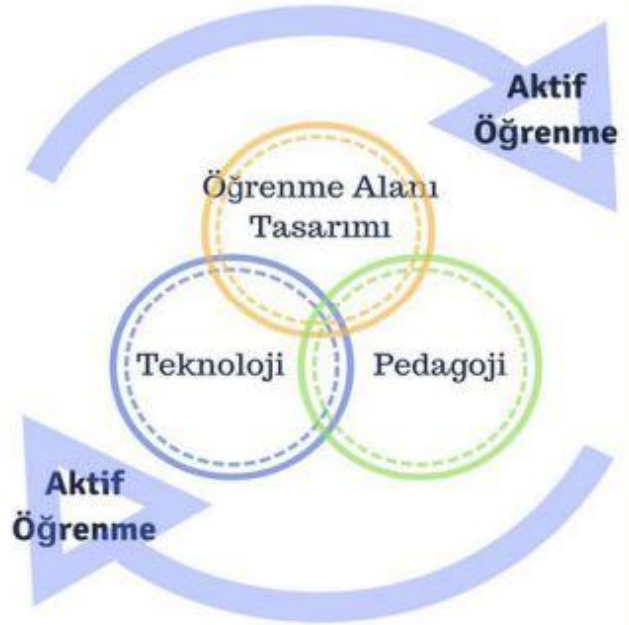 Aktif
Öğrenme
Öğrenme Alanı
Tasarımı
Teknoloji
Pedagoji
Aktif
Öğrenme